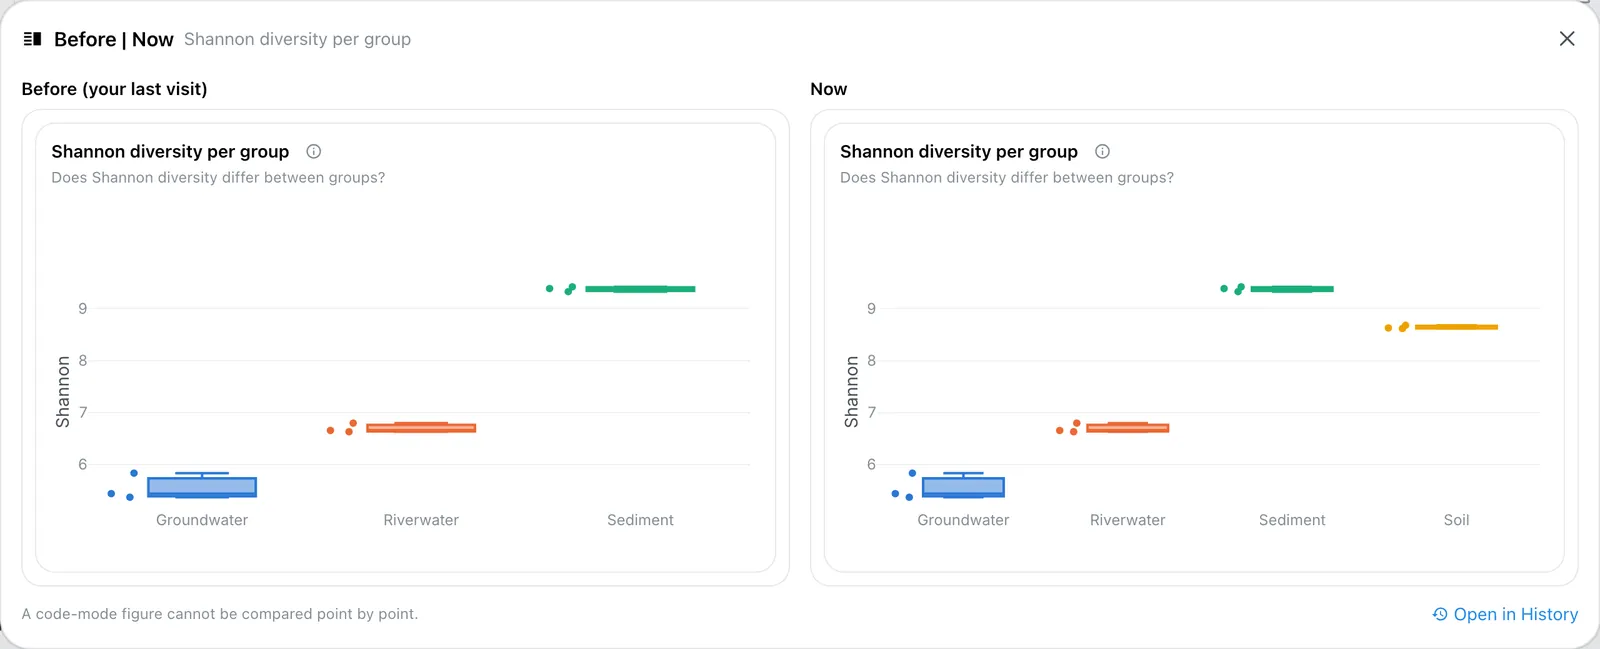 Before | Now Shannon diversity per group
Before (your last visit)
Shannon diversity per group
Does Shannon diversity differ between groups?
Shannon
9
8
7
6
Groundwater Riverwater Sediment
Now
Shannon diversity per group
Does Shannon diversity differ between groups?
Shannon
9
8
7
6
Groundwater Riverwater Sediment Soil
A code-mode figure cannot be compared point by point.
Open in History